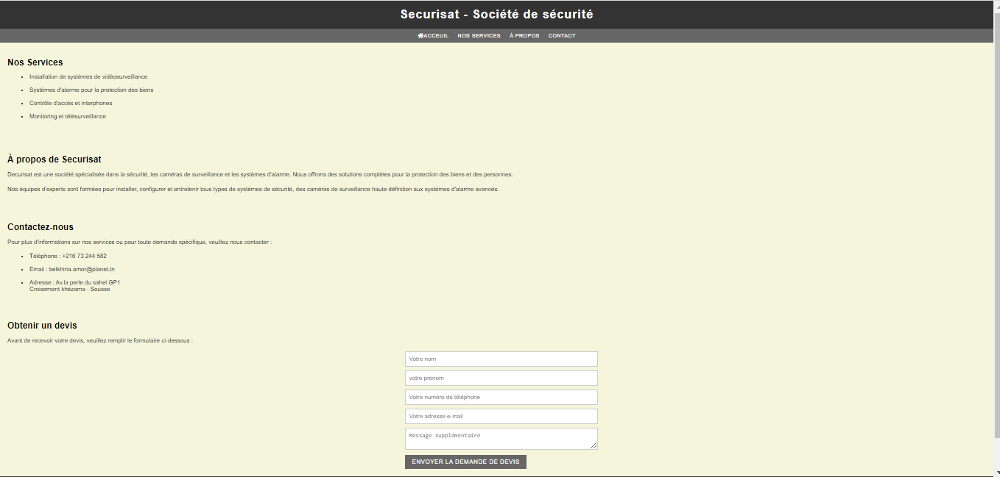 Securisat - Société de sécurité
ACCEUIL NOS SERVICES À PROPOS CONTACT
Nos Services
Installation de systèmes de vidéosurveillance
Systèmes d'alarme pour la protection des biens
Contrôle d'accès et interphones
Monitoring et télésurveillance
À propos de Securisat
Decurisat est une société spécialisée dans la sécurité, les caméras de surveillance et les systèmes d'alarme. Nous offrons des solutions complètes pour la protection des biens et des personnes.
Nos équipes d'experts sont formées pour installer, configurer et entretenir tous types de systèmes de sécurité, des caméras de surveillance haute définition aux systèmes d'alarme avancés.
Contactez-nous
Pour plus d'informations sur nos services ou pour toute demande spécifique, veuillez nous contacter :
Téléphone : +216 73 244 582
Email : belkhiria.amor@planet.tn
Adresse : Av.la perle du sahel GP1
Croisement khézama - Sousse
Obtenir un devis
Avant de recevoir votre devis, veuillez remplir le formulaire ci-dessous :
Votre nom
votre prenom
Votre numéro de téléphone
Votre adresse e-mail
Message supplémentaire
ENVOYER LA DEMANDE DE DEVIS